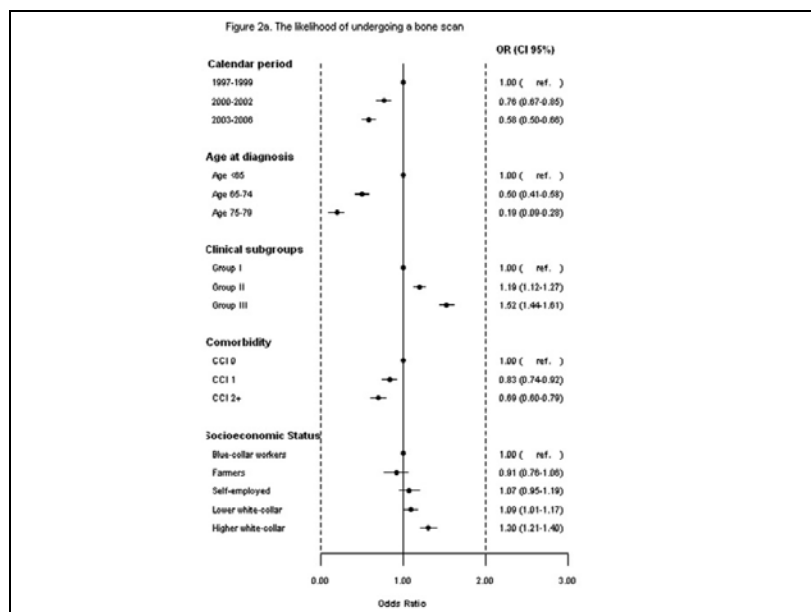 Figure 2a. The likelihood of undergoing a bone scan
OR (CI 95%)
Calendar period
1997-1999 1.00 ( ref. )
2000-2002 0.76 (0.67-0.85)
2003-2006 0.58 (0.50-0.66)
Age at diagnosis
Age <65 1.00 ( ref. )
Age 65-74 0.50 (0.41-0.58)
Age 75-79 0.19 (0.09-0.28)
Clinical subgroups
Group I 1.00 ( ref. )
Group II 1.19 (1.12-1.27)
Group III 1.52 (1.44-1.61)
Comorbidity
CCI 0 1.00 ( ref. )
CCI 1 0.83 (0.74-0.92)
CCI 2+ 0.69 (0.60-0.79)
Socioeconomic Status
Blue-collar workers 1.00 ( ref. )
Farmers 0.91 (0.76-1.06)
Self-employed 1.07 (0.95-1.19)
Lower white-collar 1.09 (1.01-1.17)
Higher white-collar 1.30 (1.21-1.40)
0.00 1.00 2.00 3.00
Odds Ratio